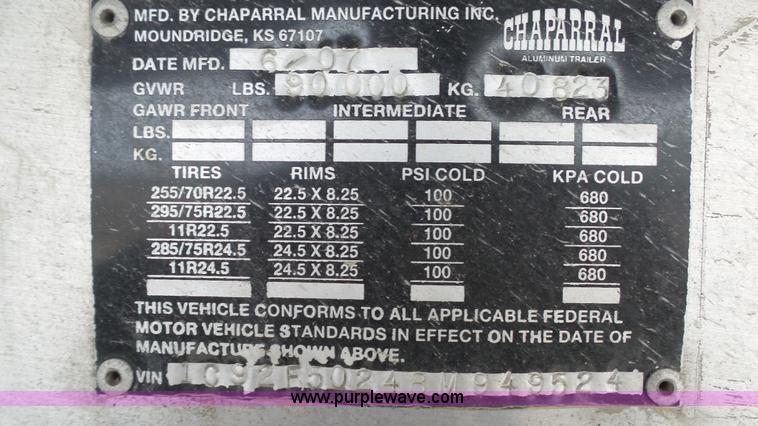 MFD. BY CHAPARRAL MANUFACTURING INC.
MOUNDRIDGE, KS 67107
CHAPARRAL
ALUMINUM TRAILER
DATE MFD. 6-07
GVWR LBS. 90 000 KG. 40 823
GAWR FRONT INTERMEDIATE REAR
LBS.
KG.
TIRES RIMS PSI COLD KPA COLD
255/70R22.5 22.5 X 8.25 100 680
295/75R22.5 22.5 X 8.25 100 680
11R22.5 22.5 X 8.25 100 680
285/75R24.5 24.5 X 8.25 100 680
11R24.5 24.5 X 8.25 100 680
THIS VEHICLE CONFORMS TO ALL APPLICABLE FEDERAL
MOTOR VEHICLE STANDARDS IN EFFECT ON THE DATE OF
MANUFACTURE SHOWN ABOVE.
VIN
www.purplewave.com